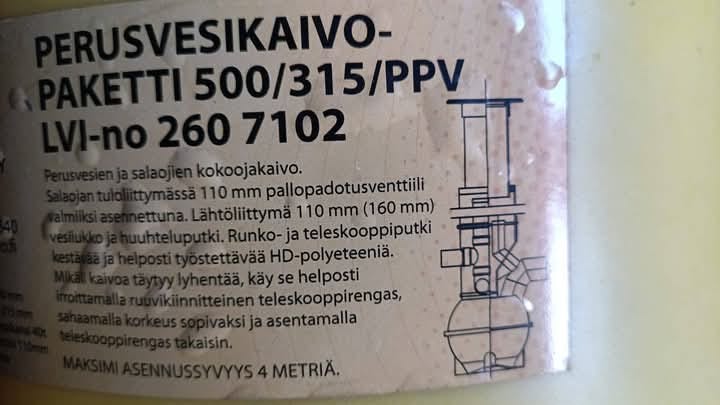 PERUSVESIKAIVO-
PAKETTI 500/315/PPV
LVI-no 260 7102
Perusvesien ja salaojien kokoojakaivo.
Salaojan tuloliittymässä 110 mm pallopadotusventtiili
valmiiksi asennettuna. Lähtöliittymä 110 mm (160 mm)
vesilukko ja huuhteluputki. Runko- ja teleskooppiputki
kestävää ja helposti työstettävää HD-polyeteeniä.
Mikäli kaivoa täytyy lyhentää, käy se helposti
irroittamalla ruuvikiinnitteinen teleskooppirengas,
sahaamalla korkeus sopivaksi ja asentamalla
teleskooppirengas takaisin.
MAKSIMI ASENNUSSYVYYS 4 METRIÄ.